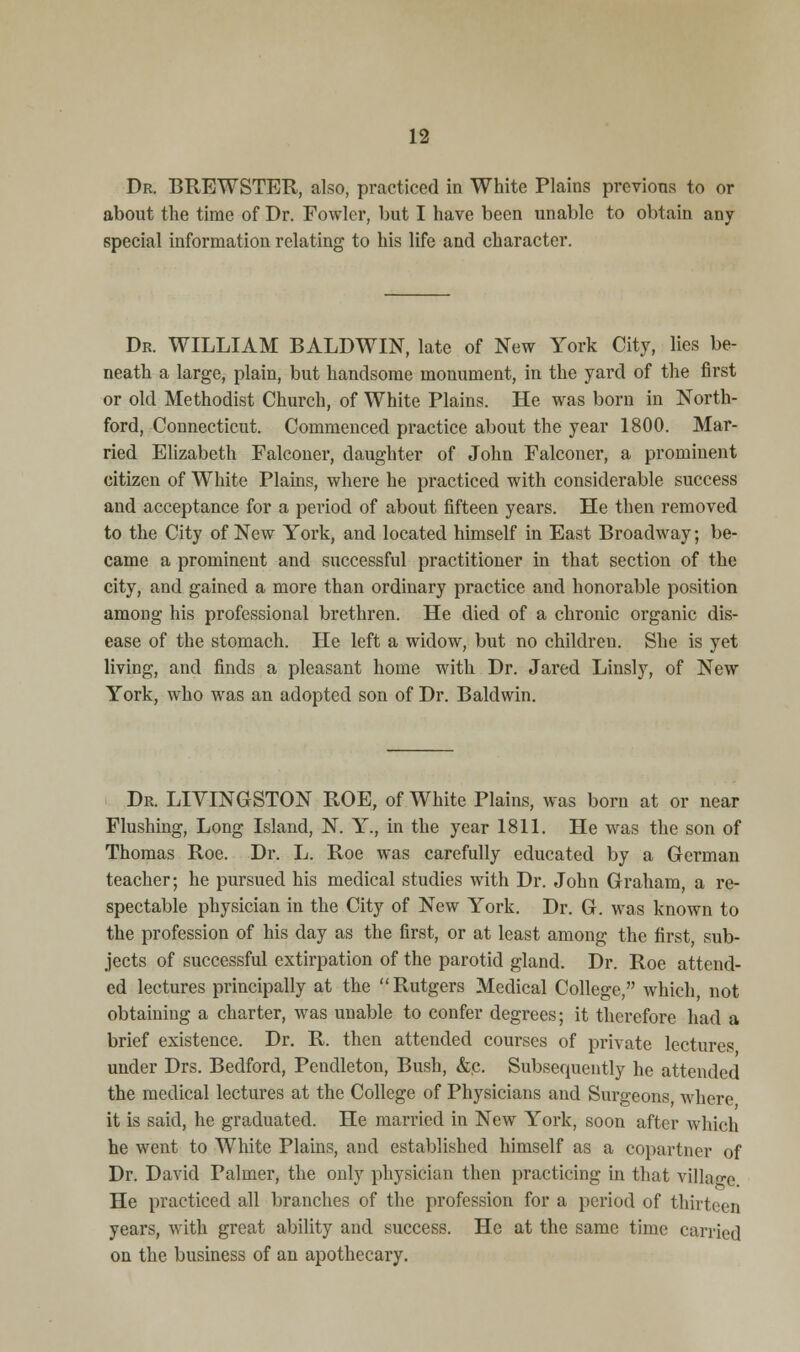 12
Dr. BREWSTER, also, practiced in White Plains previous to or
about the time of Dr. Fowler, but I have been unable to obtain any
special information relating to his life and character.
Dr. WILLIAM BALDWIN, late of New York City, lies be-
neath a large, plain, but handsome monument, in the yard of the first
or old Methodist Church, of White Plains. He was born in North-
ford, Connecticut. Commenced practice about the year 1800. Mar-
ried Elizabeth Falconer, daughter of John Falconer, a prominent
citizen of White Plains, where he practiced with considerable success
and acceptance for a period of about fifteen years. He then removed
to the City of New York, and located himself in East Broadway; be-
came a prominent and successful practitioner in that section of the
city, and gained a more than ordinary practice and honorable position
among his professional brethren. He died of a chronic organic dis-
ease of the stomach. He left a widow, but no children. She is yet
living, and finds a pleasant home with Dr. Jared Linsly, of New
York, who was an adopted son of Dr. Baldwin.
Dr. LIVINGSTON ROE, of White Plains, was born at or near
Flushing, Long Island, N. Y., in the year 1811. He was the son of
Thomas Roe. Dr. L. Roe was carefully educated by a German
teacher; he pursued his medical studies with Dr. John Graham, a re-
spectable physician in the City of New York. Dr. G. was known to
the profession of his day as the first, or at least among the first, sub-
jects of successful extirpation of the parotid gland. Dr. Roe attend-
ed lectures principally at the "Rutgers Medical College," which, not
obtaining a charter, was unable to confer degrees; it therefore had a
brief existence. Dr. R. then attended courses of private lectures,
under Drs. Bedford, Pendleton, Bush, &c. Subsequently he attended
the medical lectures at the College of Physicians and Surgeons, where,
it is said, he graduated. He married in New York, soon after which
he went to White Plains, and established himself as a copartner of
Dr. David Palmer, the only physician then practicing in that village.
He practiced all branches of the profession for a period of thirteen
years, with great ability and success. He at the same time carried
on the business of an apothecary.